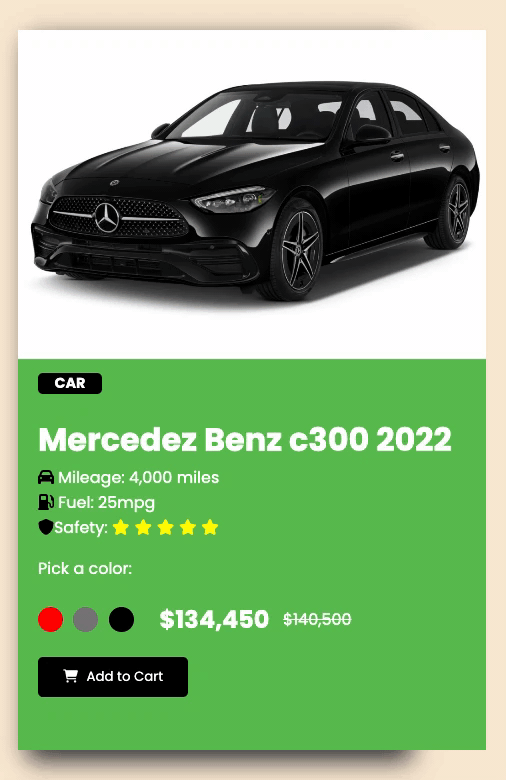 CAR
Mercedez Benz c300 2022
Mileage: 4,000 miles
Fuel: 25mpg
Safety:
Pick a color:
$134,450 $140,500
Add to Cart